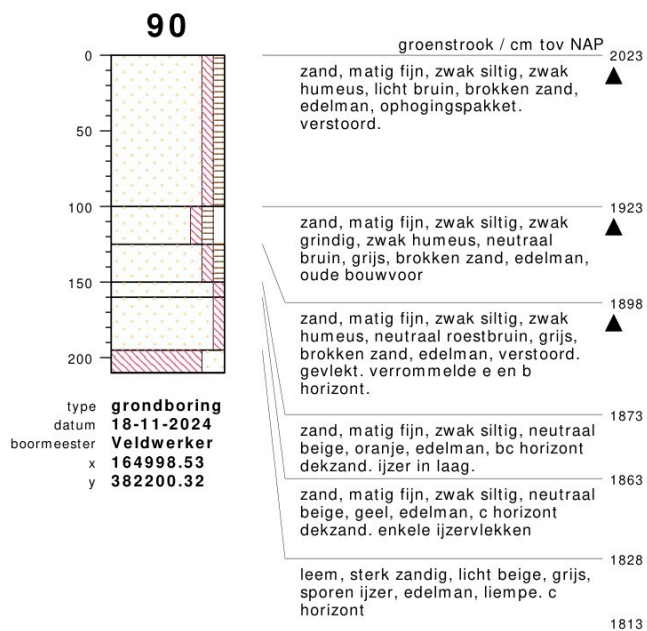 90
groenstrook / cm tov NAP
0
2023
zand, matig fijn, zwak siltig, zwak
humeus, licht bruin, brokken zand,
edelman, ophogingspakket.
verstoord.
50
100
1923
zand, matig fijn, zwak siltig, zwak
grindig, zwak humeus, neutraal
bruin, grijs, brokken zand, edelman,
oude bouwvoor
150
1898
zand, matig fijn, zwak siltig, zwak
humeus, neutraal roestbruin, grijs,
brokken zand, edelman, verstoord.
gevlekt. verrommelde e en b
horizont.
200
1873
zand, matig fijn, zwak siltig, neutraal
beige, oranje, edelman, bc horizont
dekzand. ijzer in laag.
1863
zand, matig fijn, zwak siltig, neutraal
beige, geel, edelman, c horizont
dekzand. enkele ijzervlekken
1828
leem, sterk zandig, licht beige, grijs,
sporen ijzer, edelman, liempe. c
horizont
1813
type grondboring
datum 18-11-2024
boormeester Veldwerker
x 164998.53
y 382200.32